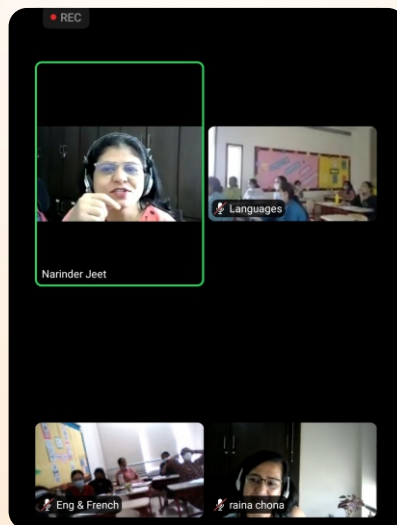 REC
Languages
Narinder Jeet
Eng & French
raina chona